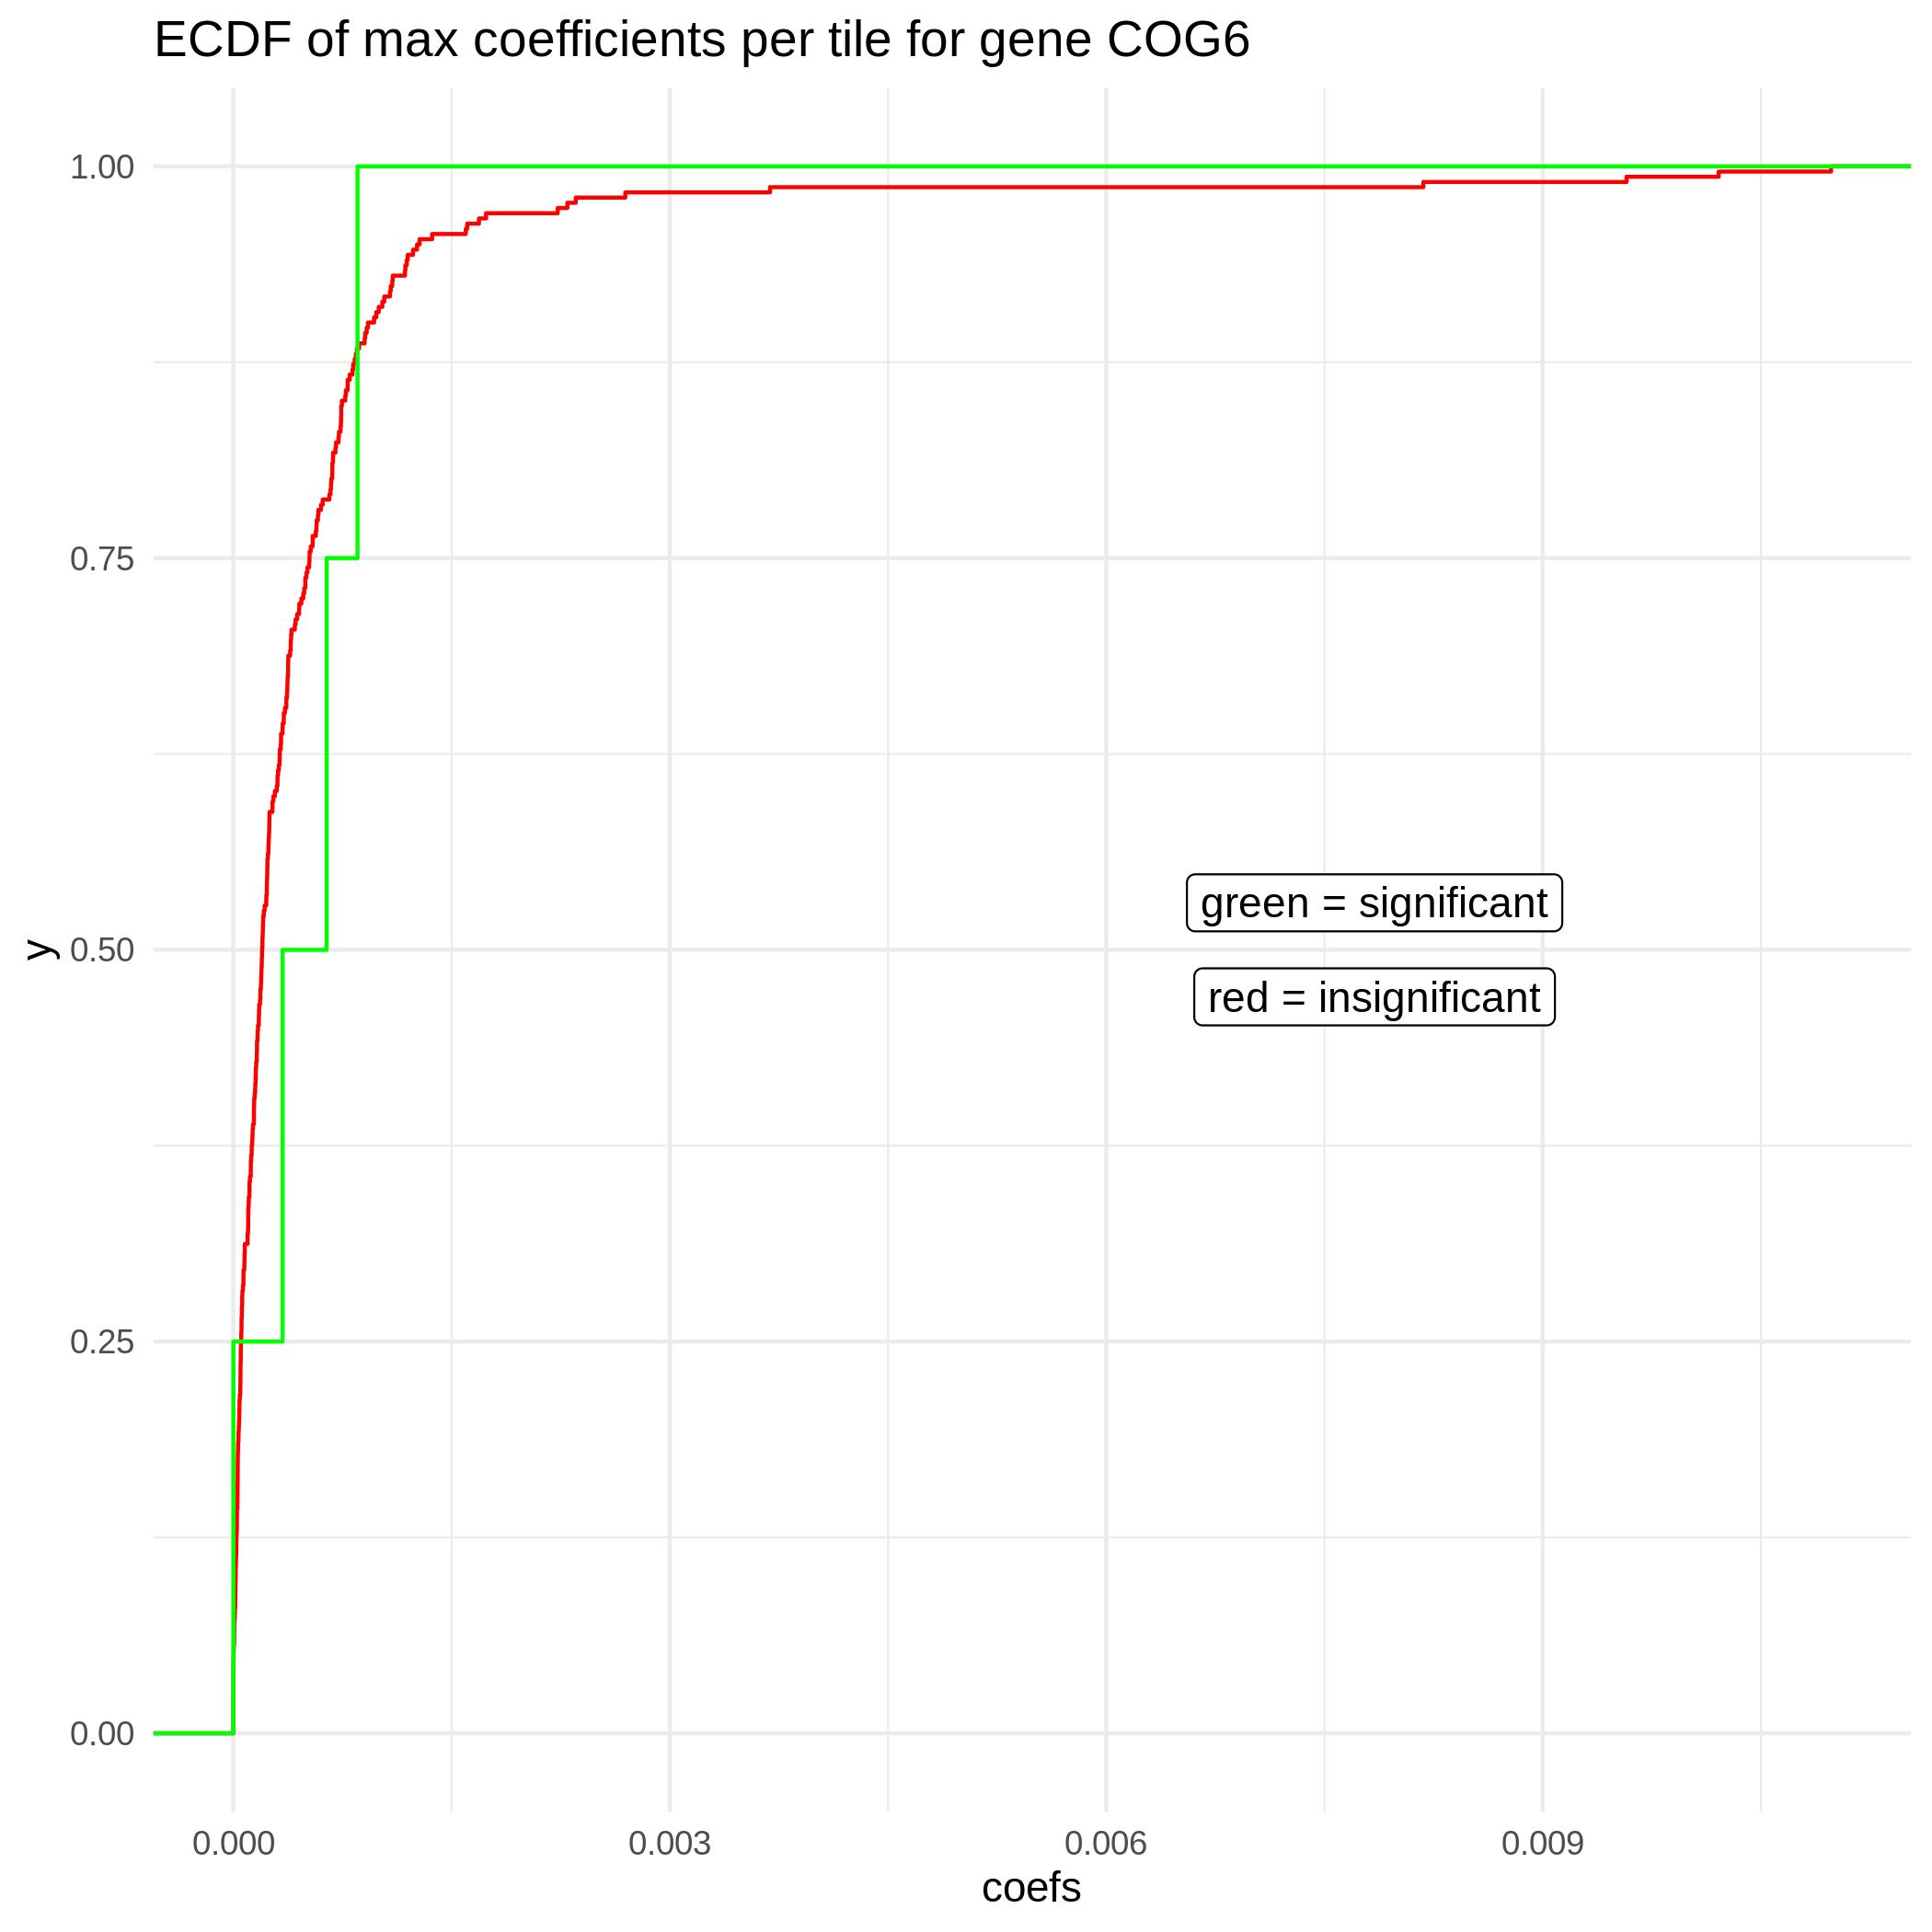 ECDF of max coefficients per tile for gene COG6
1.00
0.75
0.50
0.25
0.00
y
green = significant
red = insignificant
0.000 0.003 0.006 0.009
coefs